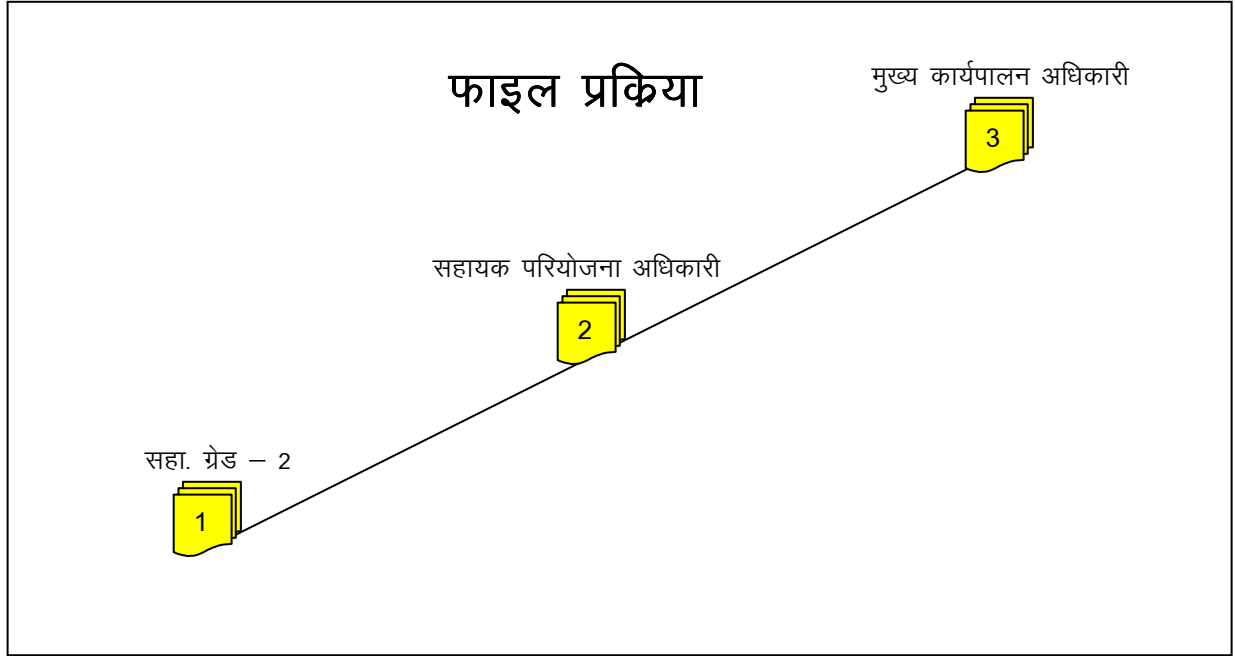 फाइल प्रक्रिया
मुख्य कार्यपालन अधिकारी
3
सहायक परियोजना अधिकारी
2
सहा. ग्रेड – 2
1